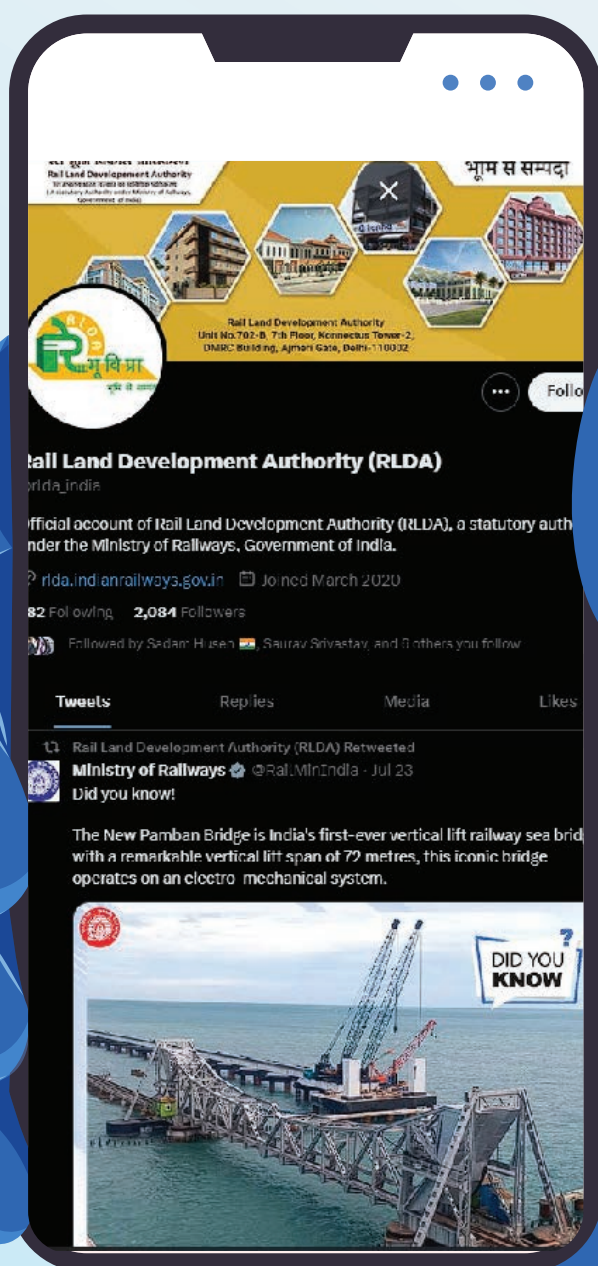 Rail Land Development Authority
भूमि से सम्पदा
Rail Land Development Authority
Unit No.702-B, 7th Floor, Konnectus Tower-2,
DMRC Building, Ajmeri Gate, Delhi-110002
RLDA
भू वि प्रा
Follo
Rail Land Development Authority (RLDA)
rlda_india
fficial account of Rail Land Development Authority (RLDA), a statutory auth
nder the Ministry of Railways, Government of India.
rlda.indianrailways.gov.in Joined March 2020
82 Following 2,084 Followers
Followed by Sadam Husen 🇮🇳, Saurav Srivastav, and 6 others you follow
Tweets Replies Media Likes
Rail Land Development Authority (RLDA) Retweeted
Ministry of Railways @RailMinIndia · Jul 23
Did you know!
The New Pamban Bridge is India's first-ever vertical lift railway sea brid
with a remarkable vertical lift span of 72 metres, this iconic bridge
operates on an electro-mechanical system.
DID YOU
KNOW
?